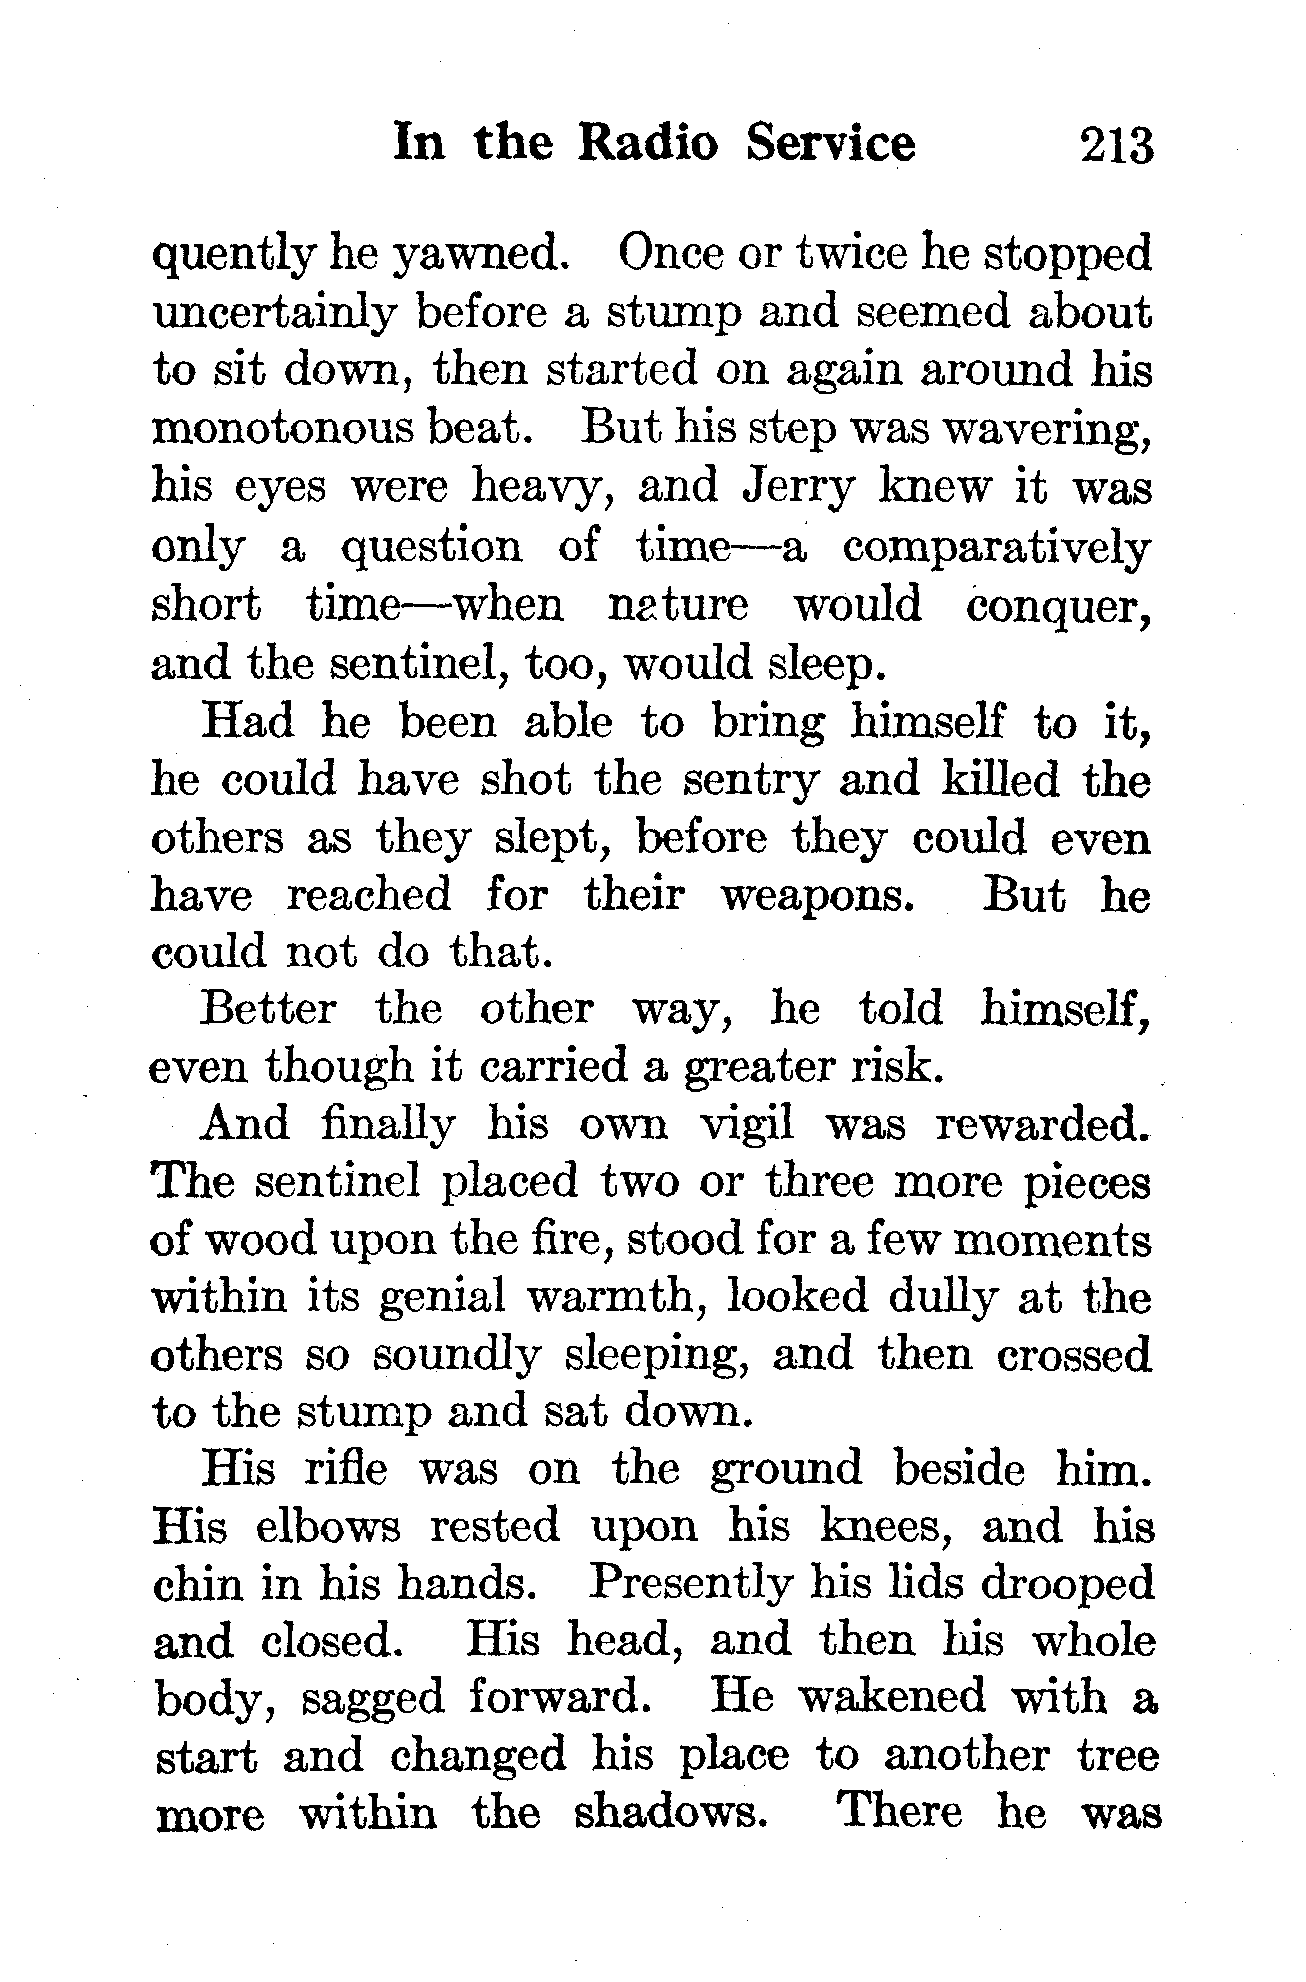 In the Radio Service 213
quently he yawned. Once or twice he stopped
uncertainly before a stump and seemed about
to sit down, then started on again around his
monotonous beat. But his step was wavering,
his eyes were heavy, and Jerry knew it was
only a question of time—a comparatively
short time—when nature would conquer,
and the sentinel, too, would sleep.
Had he been able to bring himself to it,
he could have shot the sentry and killed the
others as they slept, before they could even
have reached for their weapons. But he
could not do that.
Better the other way, he told himself,
even though it carried a greater risk.
And finally his own vigil was rewarded.
The sentinel placed two or three more pieces
of wood upon the fire, stood for a few moments
within its genial warmth, looked dully at the
others so soundly sleeping, and then crossed
to the stump and sat down.
His rifle was on the ground beside him.
His elbows rested upon his knees, and his
chin in his hands. Presently his lids drooped
and closed. His head, and then his whole
body, sagged forward. He wakened with a
start and changed his place to another tree
more within the shadows. There he was